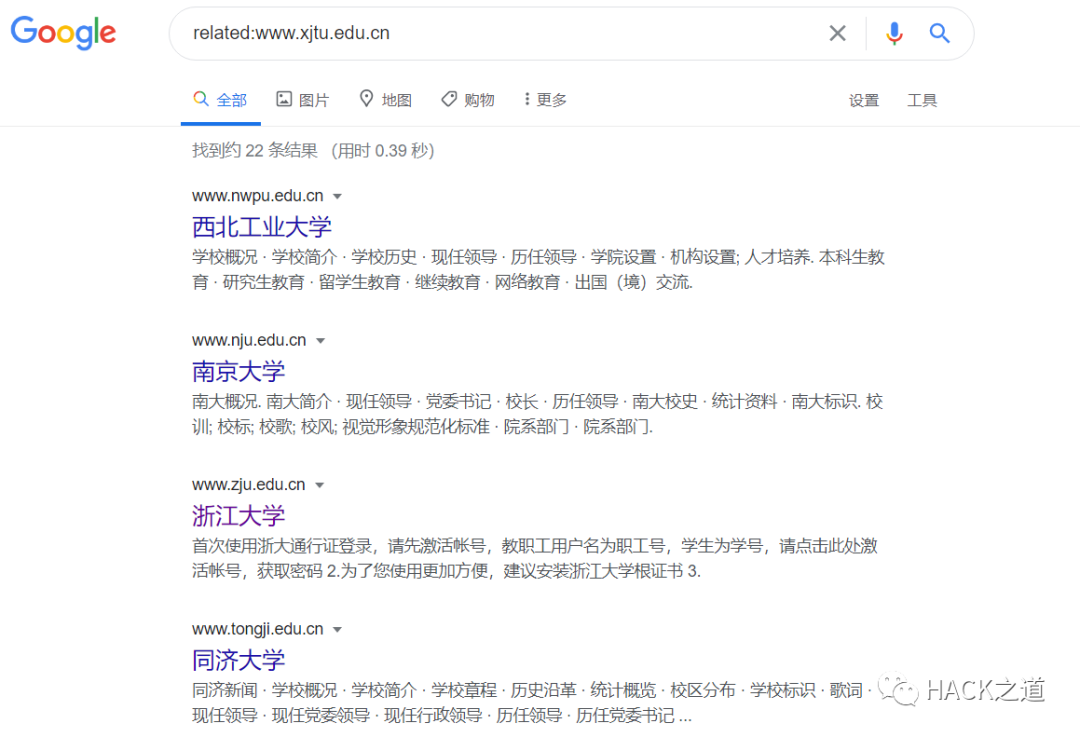 Google
related:www.xjtu.edu.cn
全部 图片 地图 购物 更多 设置 工具
找到约 22 条结果 （用时 0.39 秒）
www.nwpu.edu.cn
西北工业大学
学校概况 · 学校简介 · 学校历史 · 现任领导 · 历任领导 · 学院设置 · 机构设置; 人才培养. 本科生教
育 · 研究生教育 · 留学生教育 · 继续教育 · 网络教育 · 出国（境）交流.
www.nju.edu.cn
南京大学
南大概况. 南大简介 · 现任领导 · 党委书记 · 校长 · 历任领导 · 南大校史 · 统计资料 · 南大标识. 校
训; 校标; 校歌; 校风; 视觉形象规范化标准 · 院系部门 · 院系部门.
www.zju.edu.cn
浙江大学
首次使用浙大通行证登录，请先激活帐号，教职工用户名为职工号，学生为学号，请点击此处激
活帐号，获取密码 2.为了您使用更加方便，建议安装浙江大学根证书 3.
www.tongji.edu.cn
同济大学
同济新闻 · 学校概况 · 学校简介 · 学校章程 · 历史沿革 · 统计概览 · 校区分布 · 学校标识 · 歌词 ·
现任领导 · 现任党委领导 · 现任行政领导 · 历任领导 · 历任党委书记 ...
HACK之道